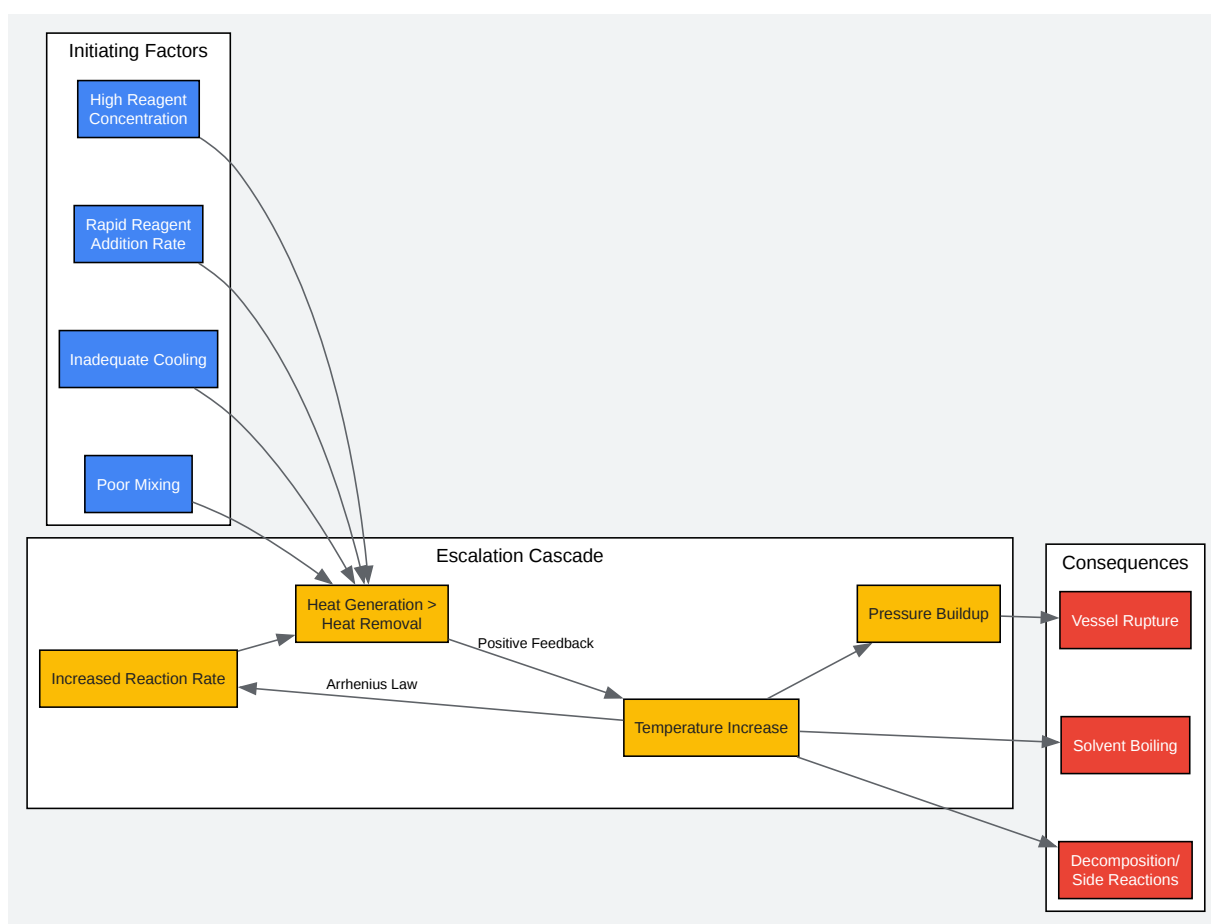 Initiating Factors
High Reagent
Concentration
Rapid Reagent
Addition Rate
Inadequate Cooling
Poor Mixing
Escalation Cascade
Heat Generation >
Heat Removal
Positive Feedback
Increased Reaction Rate
Arrhenius Law
Temperature Increase
Pressure Buildup
Consequences
Vessel Rupture
Solvent Boiling
Decomposition/
Side Reactions